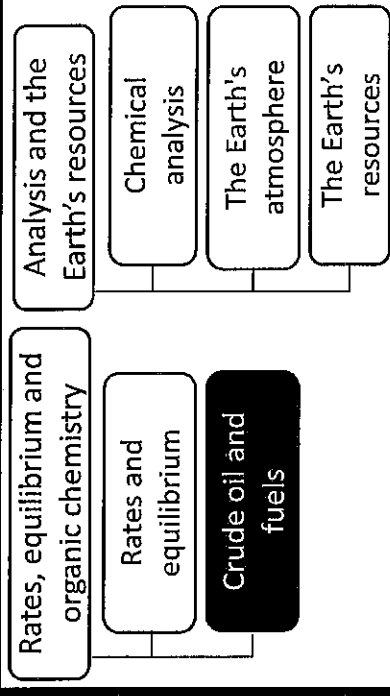 Rates, equilibrium and
organic chemistry
Rates and
equilibrium
Crude oil and
fuels
Analysis and the
Earth's resources
Chemical
analysis
The Earth's
atmosphere
The Earth's
resources